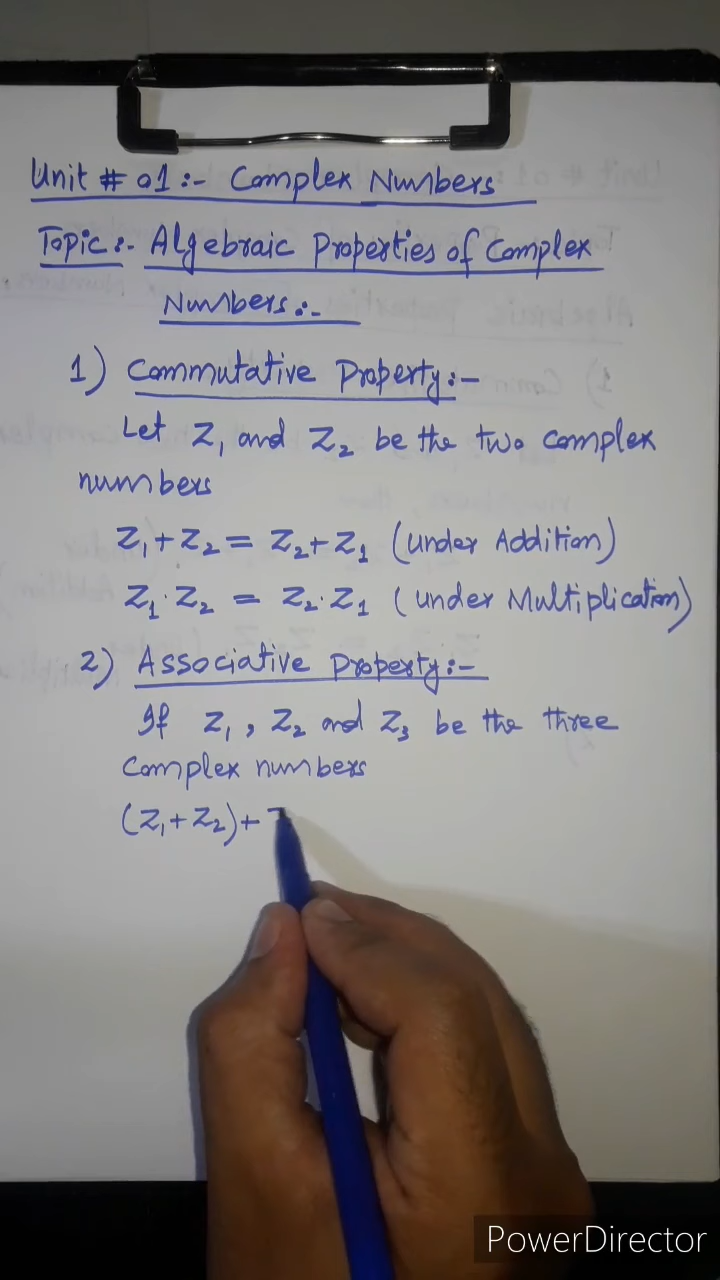 Unit # 01:- Complex Numbers
Topic:- Algebraic Properties of Complex
Numbers:-
1) Commutative Property:-
Let Z₁ and Z₂ be the two complex
numbers
Z₁ + Z₂ = Z₂ + Z₁ (under Addition)
Z₁ · Z₂ = Z₂ · Z₁ (under Multiplication)
2) Associative Property:-
If Z₁, Z₂ and Z₃ be the three
complex numbers
(Z₁ + Z₂) +
PowerDirector